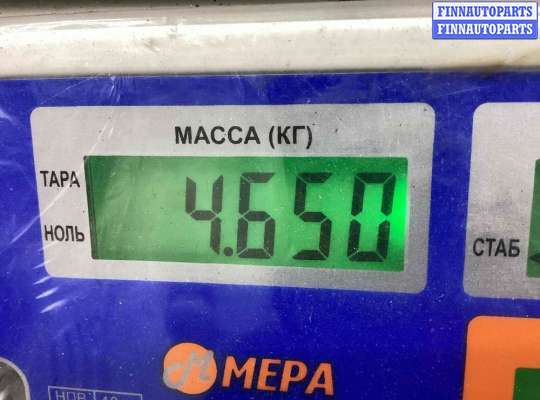 FINNAUTOPARTS
FINNAUTOPARTS
МАССА (КГ)
ТАРА
4.650
НОЛЬ
СТАБ
МЕРА